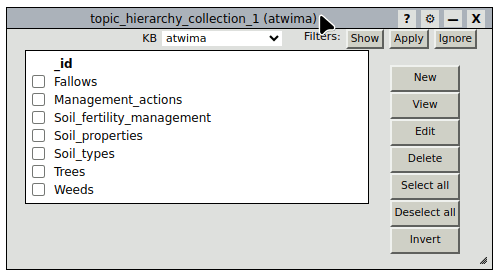 topic_hierarchy_collection_1 (atwima) ? ⚙ — X
KB atwima Filters: Show Apply Ignore
_id
Fallows
Management_actions
Soil_fertility_management
Soil_properties
Soil_types
Trees
Weeds
New
View
Edit
Delete
Select all
Deselect all
Invert